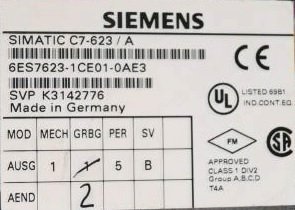 SIEMENS
SIMATIC C7-623 / A
6ES7623-1CE01-0AE3
SVP K3142776
Made in Germany
CE
UL
LISTED 69B1
IND.CONT.EQ.
MOD MECH GRBG PER SV
AUSG 1 1 5 B
AEND 2
FM
APPROVED
CLASS 1 DIV2
Group A,B,C,D
T4A
SA